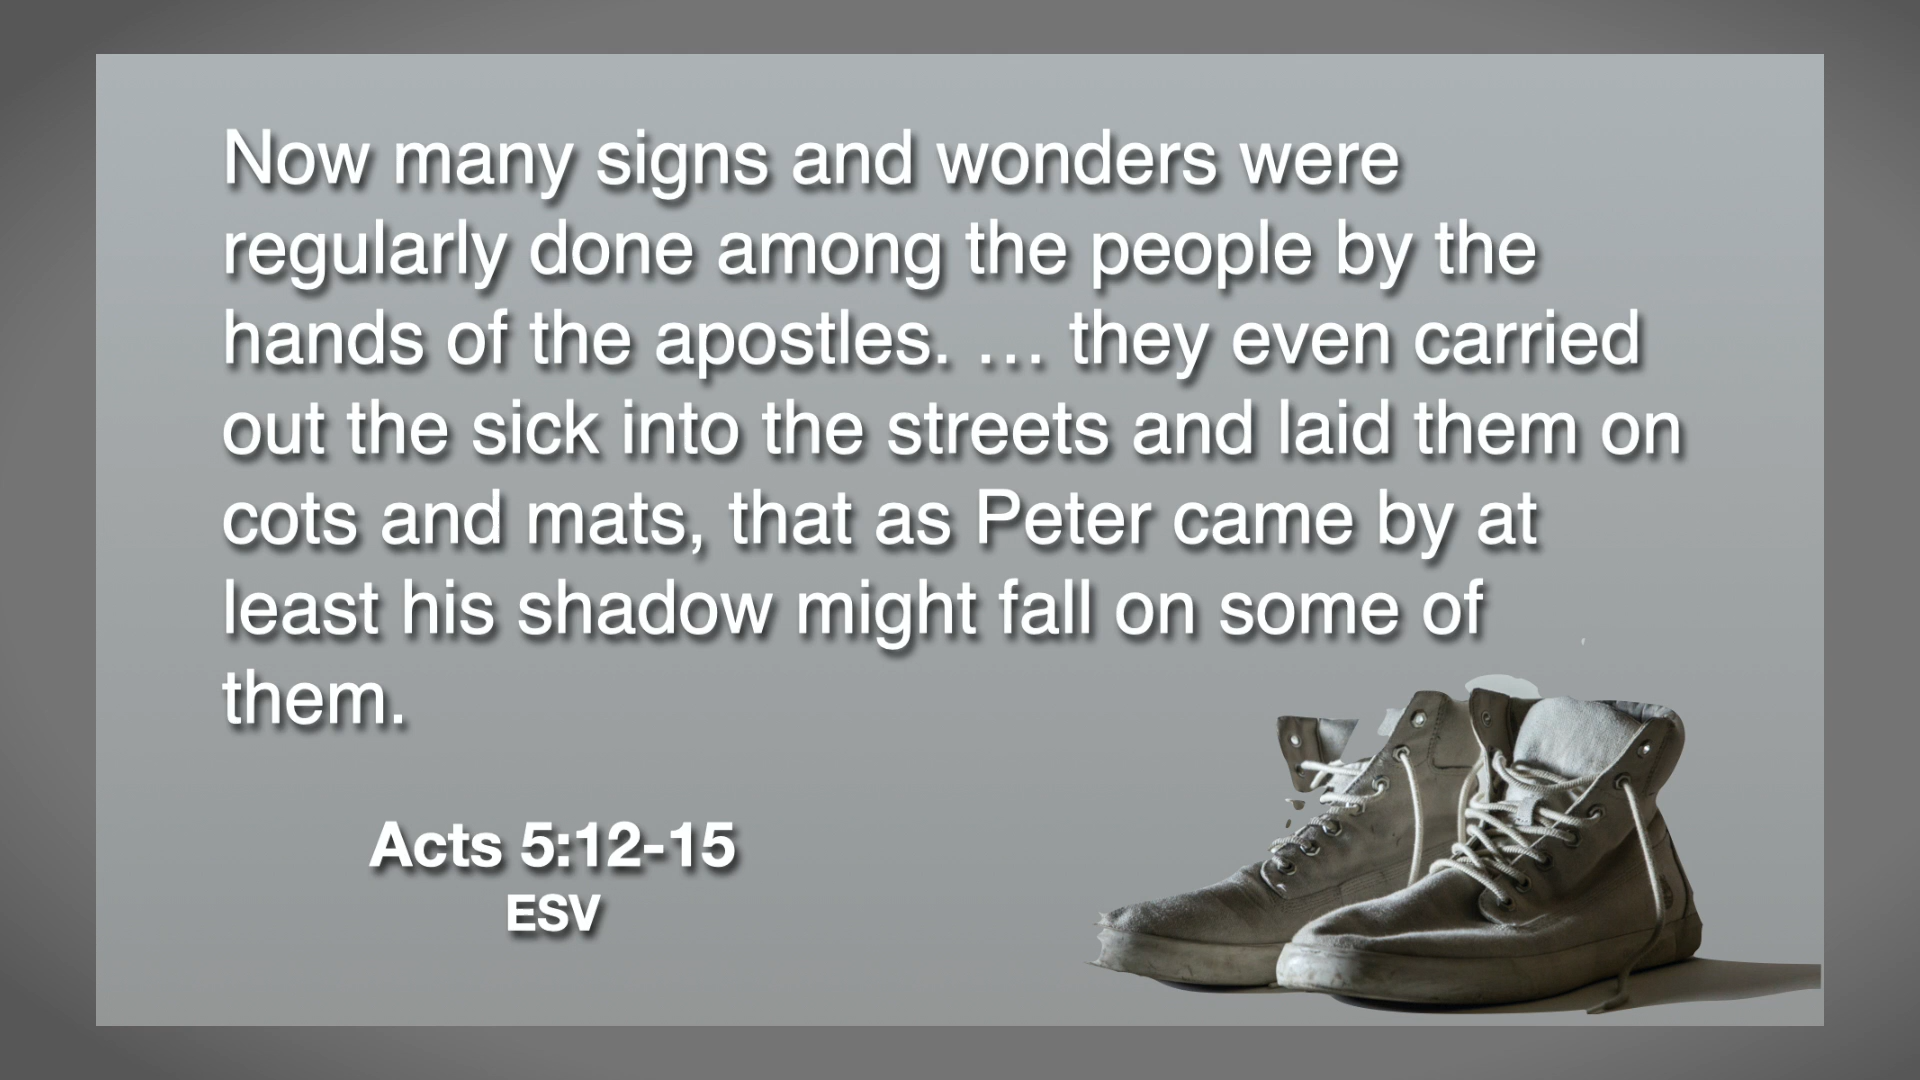 Now many signs and wonders were
regularly done among the people by the
hands of the apostles. … they even carried
out the sick into the streets and laid them on
cots and mats, that as Peter came by at
least his shadow might fall on some of
them.
Acts 5:12-15
ESV